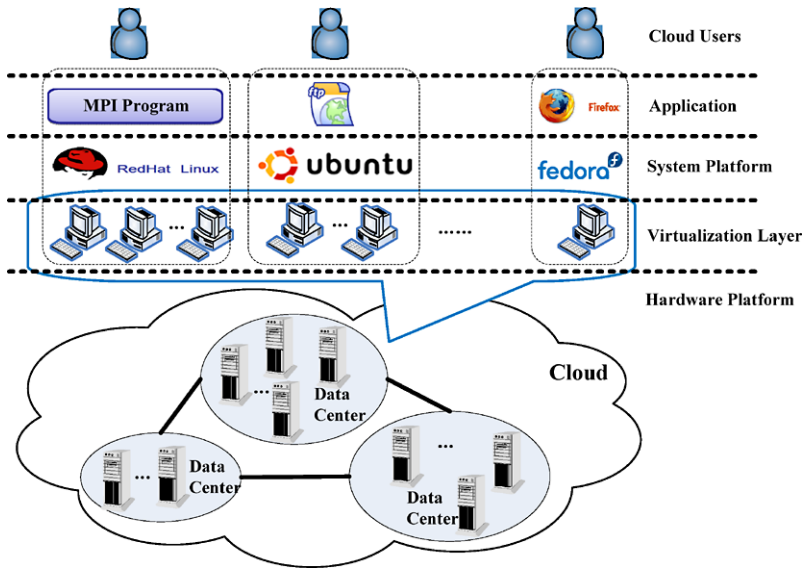 Cloud Users
MPI Program
ftp
Firefox
Application
RedHat Linux
ubuntu
fedora
System Platform
...
...
......
Virtualization Layer
Hardware Platform
Cloud
...
Data
Center
...
Data
Center
...
Data
Center